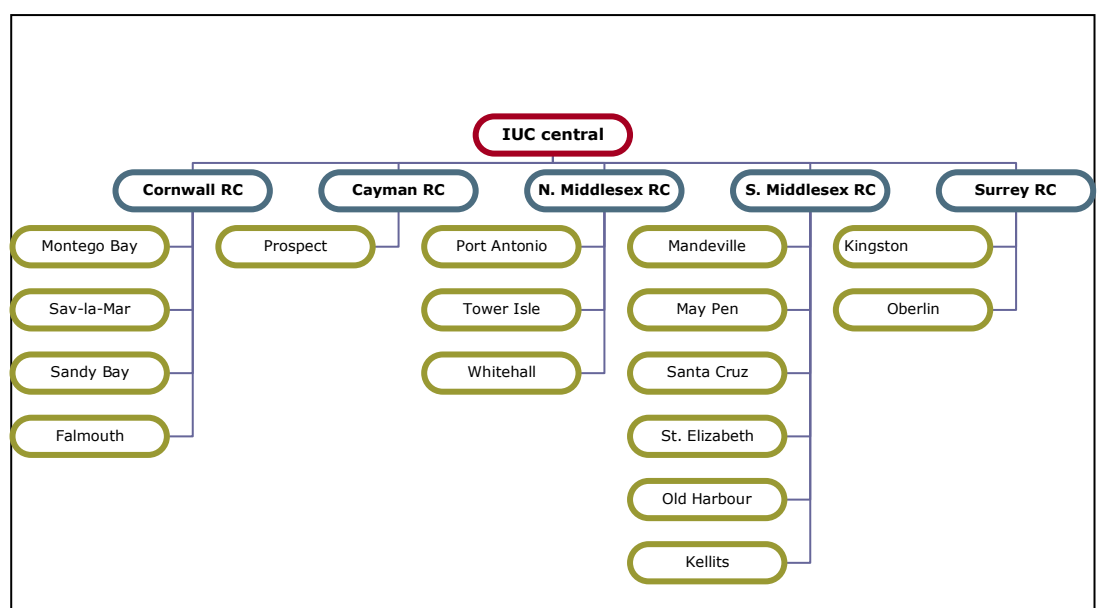 IUC central
Cornwall RC
Cayman RC
N. Middlesex RC
S. Middlesex RC
Surrey RC
Montego Bay
Prospect
Port Antonio
Mandeville
Kingston
Sav-la-Mar
Tower Isle
May Pen
Oberlin
Sandy Bay
Whitehall
Santa Cruz
Falmouth
St. Elizabeth
Old Harbour
Kellits